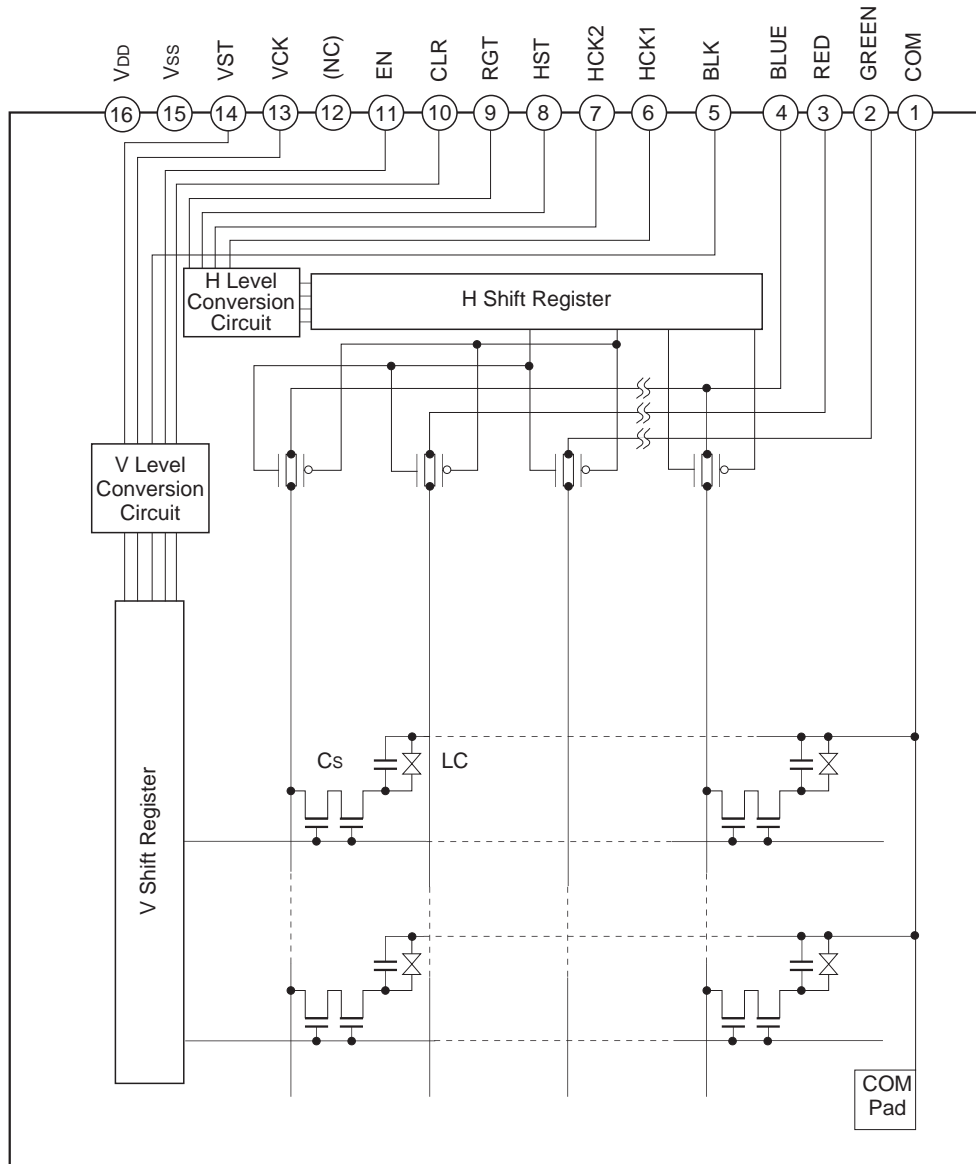 VDD
VSS
VST
VCK
(NC)
EN
CLR
RGT
HST
HCK2
HCK1
BLK
BLUE
RED
GREEN
COM
16
15
14
13
12
11
10
9
8
7
6
5
4
3
2
1
H Level
Conversion
Circuit
H Shift Register
V Level
Conversion
Circuit
V Shift Register
Cs
LC
COM
Pad